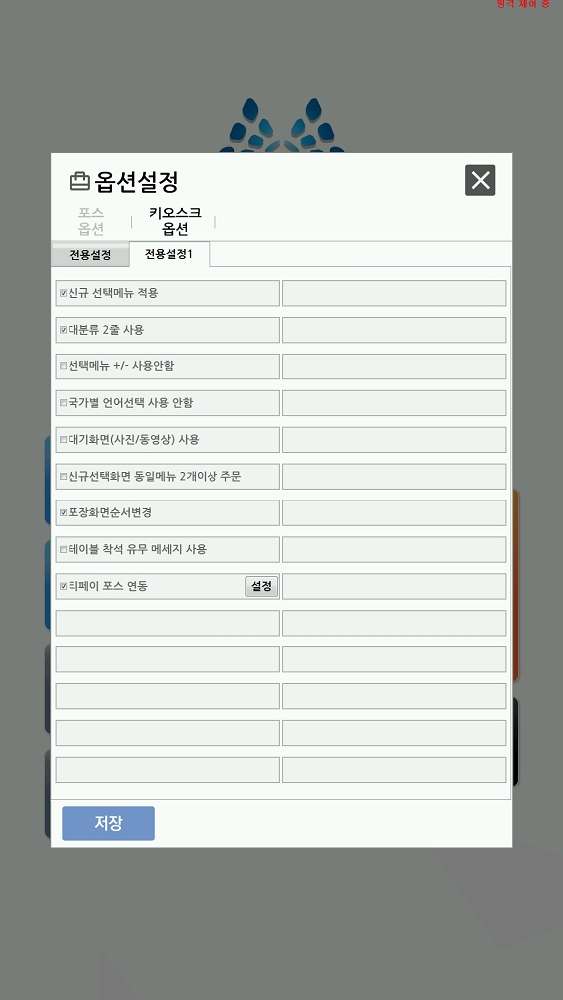 원격 제어 중
옵션설정
포스
옵션
키오스크
옵션
전용설정
전용설정1
신규 선택메뉴 적용
대분류 2줄 사용
선택메뉴 +/- 사용안함
국가별 언어선택 사용 안함
대기화면(사진/동영상) 사용
신규선택화면 동일메뉴 2개이상 주문
포장화면순서변경
테이블 착석 유무 메세지 사용
티페이 포스 연동
설정
저장